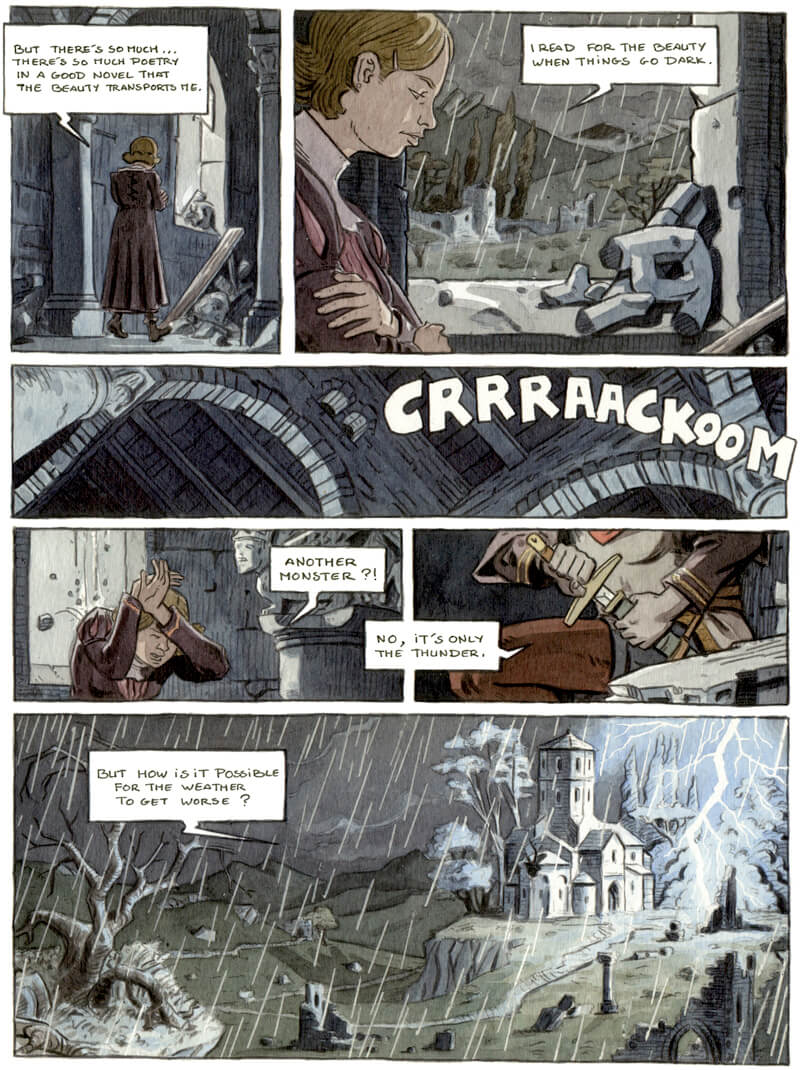 BUT THERE'S SO MUCH...
THERE'S SO MUCH POETRY
IN A GOOD NOVEL THAT
THE BEAUTY TRANSPORTS ME.
I READ FOR THE BEAUTY
WHEN THINGS GO DARK.
CRRRAACKOOM
ANOTHER
MONSTER ?!
NO, IT'S ONLY
THE THUNDER.
BUT HOW IS IT POSSIBLE
FOR THE WEATHER
TO GET WORSE ?